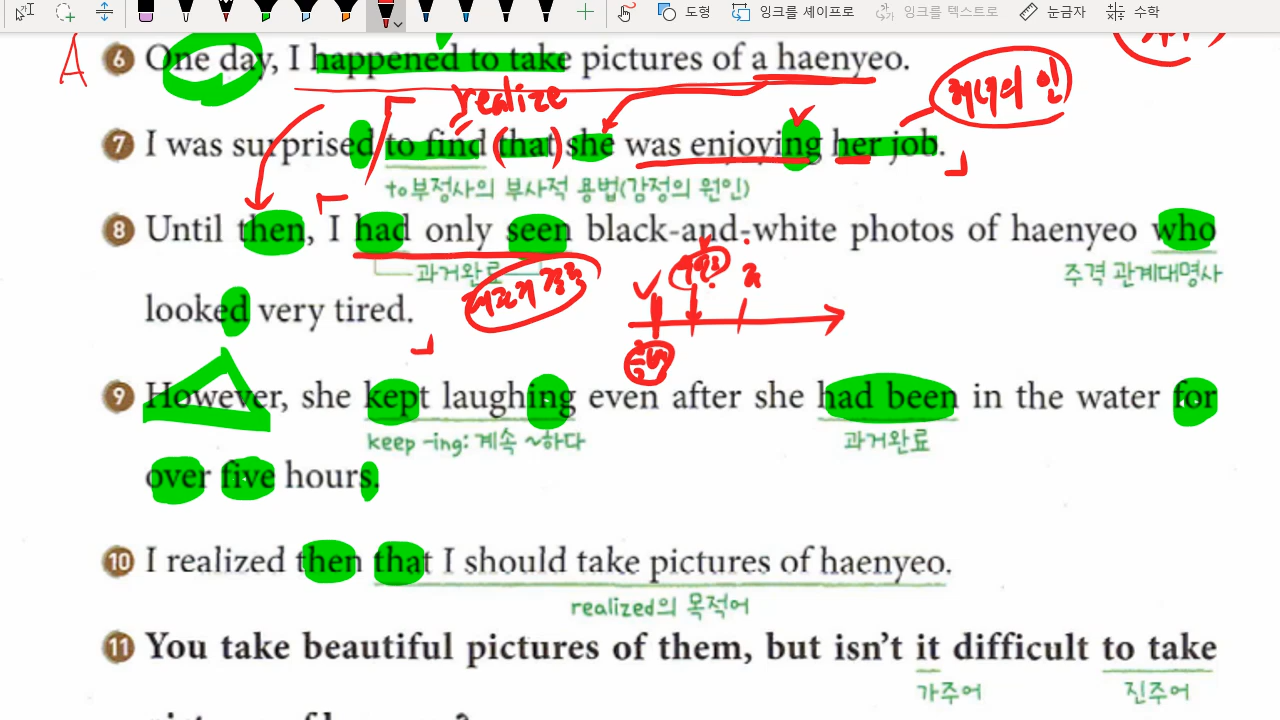 도형 잉크를 셰이프로 잉크를 텍스트로 눈금자 수학
A
6 One day, I happened to take pictures of a haenyeo.
realize
해녀의 인
7 I was surprised to find (that) she was enjoying her job.
to부정사의 부사적 용법(감정의 원인)
8 Until then, I had only seen black-and-white photos of haenyeo who
과거완료
주격 관계대명사
looked very tired.
9 However, she kept laughing even after she had been in the water for
keep -ing: 계속 ~하다
과거완료
over five hours.
10 I realized then that I should take pictures of haenyeo.
realized의 목적어
11 You take beautiful pictures of them, but isn't it difficult to take
가주어
진주어